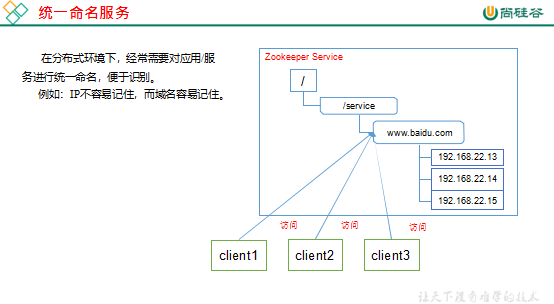 统一命名服务
尚硅谷
在分布式环境下，经常需要对应用/服
务进行统一命名，便于识别。
例如：IP不容易记住，而域名容易记住。
Zookeeper Service
/
/service
www.baidu.com
192.168.22.13
192.168.22.14
192.168.22.15
访问
访问
访问
client1
client2
client3
让天下没有难学的技术